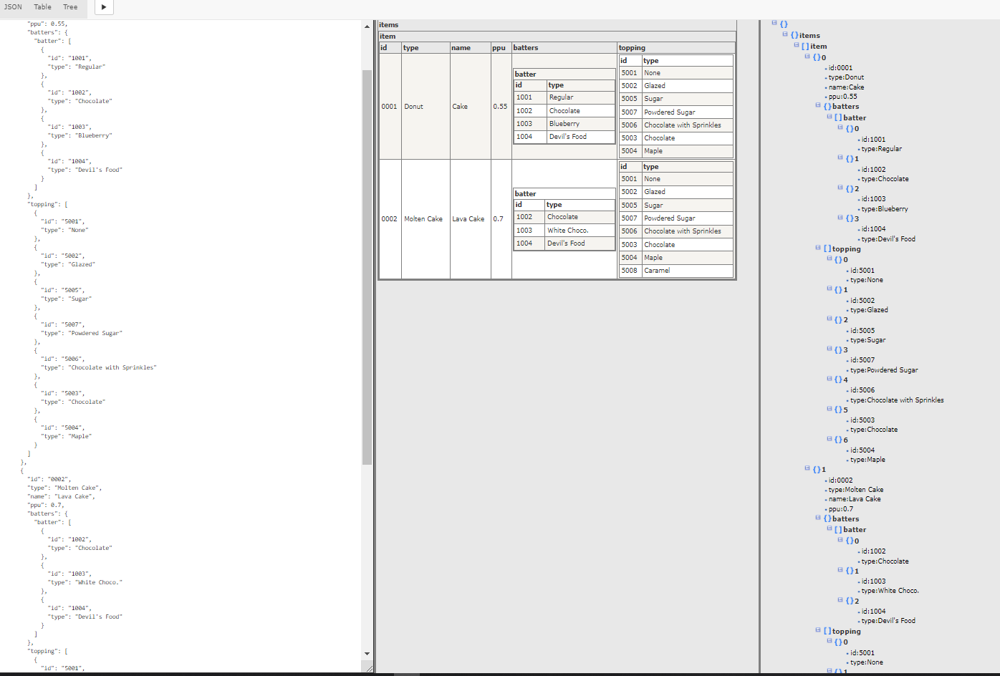 JSON Table Tree
"ppu": 0.55,
"batters": {
"batter": [
{
"id": "1001",
"type": "Regular"
},
{
"id": "1002",
"type": "Chocolate"
},
{
"id": "1003",
"type": "Blueberry"
},
{
"id": "1004",
"type": "Devil's Food"
}
]
},
"topping": [
{
"id": "5001",
"type": "None"
},
{
"id": "5002",
"type": "Glazed"
},
{
"id": "5005",
"type": "Sugar"
},
{
"id": "5007",
"type": "Powdered Sugar"
},
{
"id": "5006",
"type": "Chocolate with Sprinkles"
},
{
"id": "5003",
"type": "Chocolate"
},
{
"id": "5004",
"type": "Maple"
}
]
},
{
"id": "0002",
"type": "Molten Cake",
"name": "Lava Cake",
"ppu": 0.7,
"batters": {
"batter": [
{
"id": "1002",
"type": "Chocolate"
},
{
"id": "1003",
"type": "White Choco."
},
{
"id": "1004",
"type": "Devil's Food"
}
]
},
"topping": [
{
"id": "5001",
items
item
id type name ppu batters topping
0001 Donut Cake 0.55
batter
id type
1001 Regular
1002 Chocolate
1003 Blueberry
1004 Devil's Food
id type
5001 None
5002 Glazed
5005 Sugar
5007 Powdered Sugar
5006 Chocolate with Sprinkles
5003 Chocolate
5004 Maple
0002 Molten Cake Lava Cake 0.7
batter
id type
1002 Chocolate
1003 White Choco.
1004 Devil's Food
id type
5001 None
5002 Glazed
5005 Sugar
5007 Powdered Sugar
5006 Chocolate with Sprinkles
5003 Chocolate
5004 Maple
5008 Caramel
{}
{}items
[]item
{}0
id:0001
type:Donut
name:Cake
ppu:0.55
{}batters
[]batter
{}0
id:1001
type:Regular
{}1
id:1002
type:Chocolate
{}2
id:1003
type:Blueberry
{}3
id:1004
type:Devil's Food
[]topping
{}0
id:5001
type:None
{}1
id:5002
type:Glazed
{}2
id:5005
type:Sugar
{}3
id:5007
type:Powdered Sugar
{}4
id:5006
type:Chocolate with Sprinkles
{}5
id:5003
type:Chocolate
{}6
id:5004
type:Maple
{}1
id:0002
type:Molten Cake
name:Lava Cake
ppu:0.7
{}batters
[]batter
{}0
id:1002
type:Chocolate
{}1
id:1003
type:White Choco.
{}2
id:1004
type:Devil's Food
[]topping
{}0
id:5001
type:None
{}1